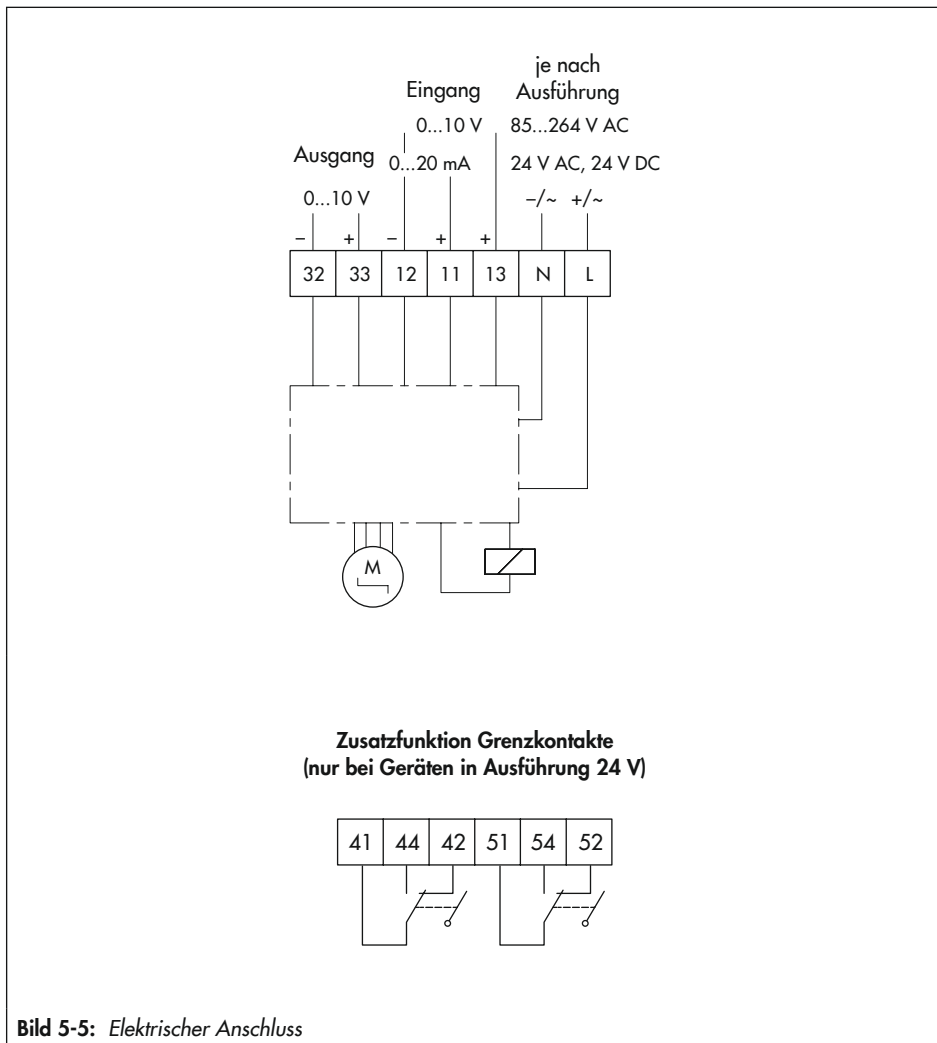 je nach
Eingang Ausführung
0...10 V 85...264 V AC
Ausgang 0...20 mA 24 V AC, 24 V DC
0...10 V −/~ +/~
− + − + +
32 33 12 11 13 N L
M
Zusatzfunktion Grenzkontakte
(nur bei Geräten in Ausführung 24 V)
41 44 42 51 54 52
Bild 5-5: Elektrischer Anschluss